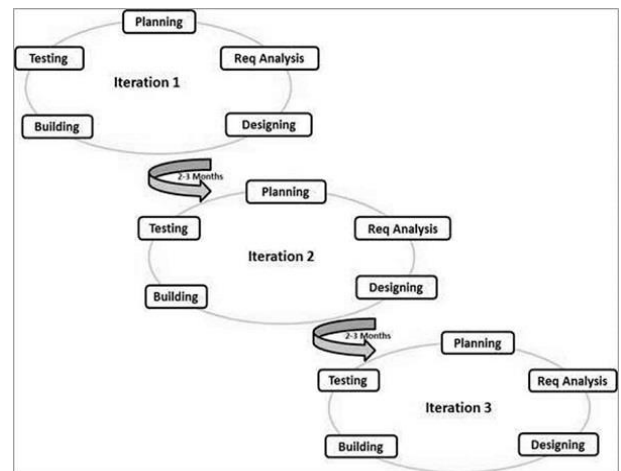 Planning
Testing
Req Analysis
Iteration 1
Building
Designing
2-3 Months
Planning
Testing
Req Analysis
Iteration 2
Building
Designing
2-3 Months
Planning
Testing
Req Analysis
Iteration 3
Building
Designing